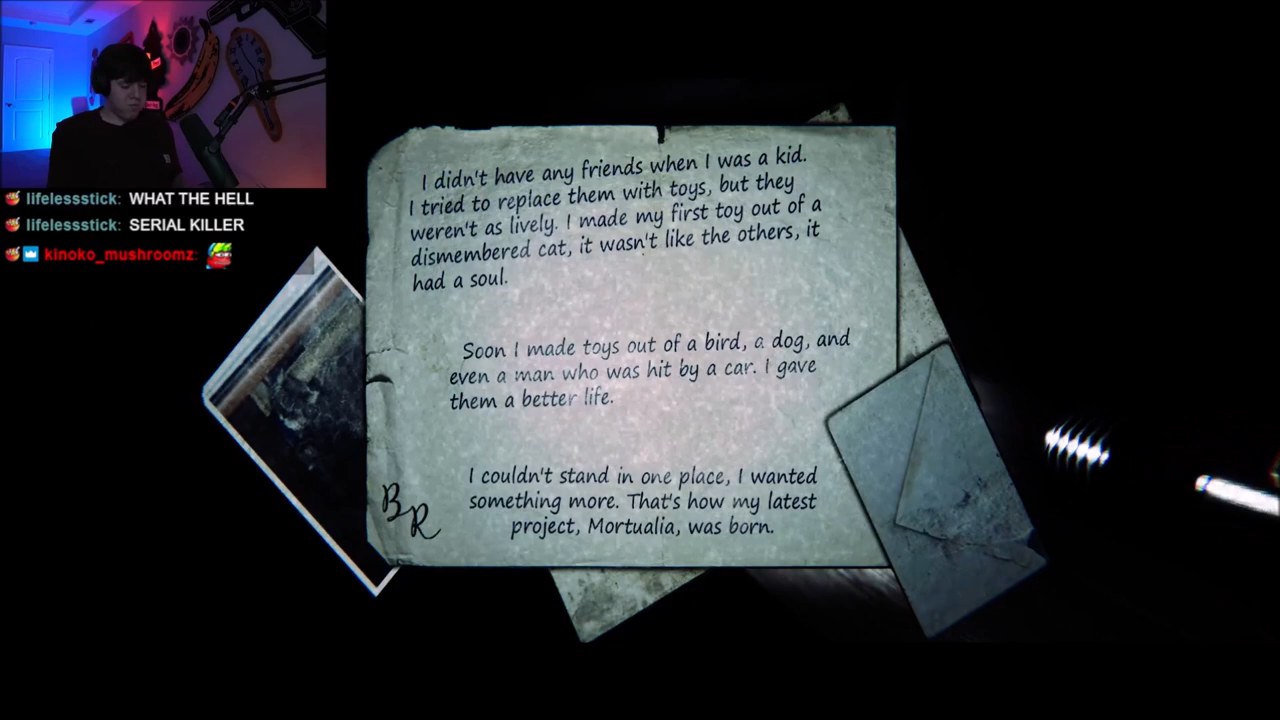 lifelessstick: WHAT THE HELL
lifelessstick: SERIAL KILLER
kinoko_mushroomz:
I didn't have any friends when I was a kid.
I tried to replace them with toys, but they
weren't as lively. I made my first toy out of a
dismembered cat, it wasn't like the others, it
had a soul.
Soon I made toys out of a bird, a dog, and
even a man who was hit by a car. I gave
them a better life.
I couldn't stand in one place, I wanted
something more. That's how my latest
project, Mortualia, was born.
BR